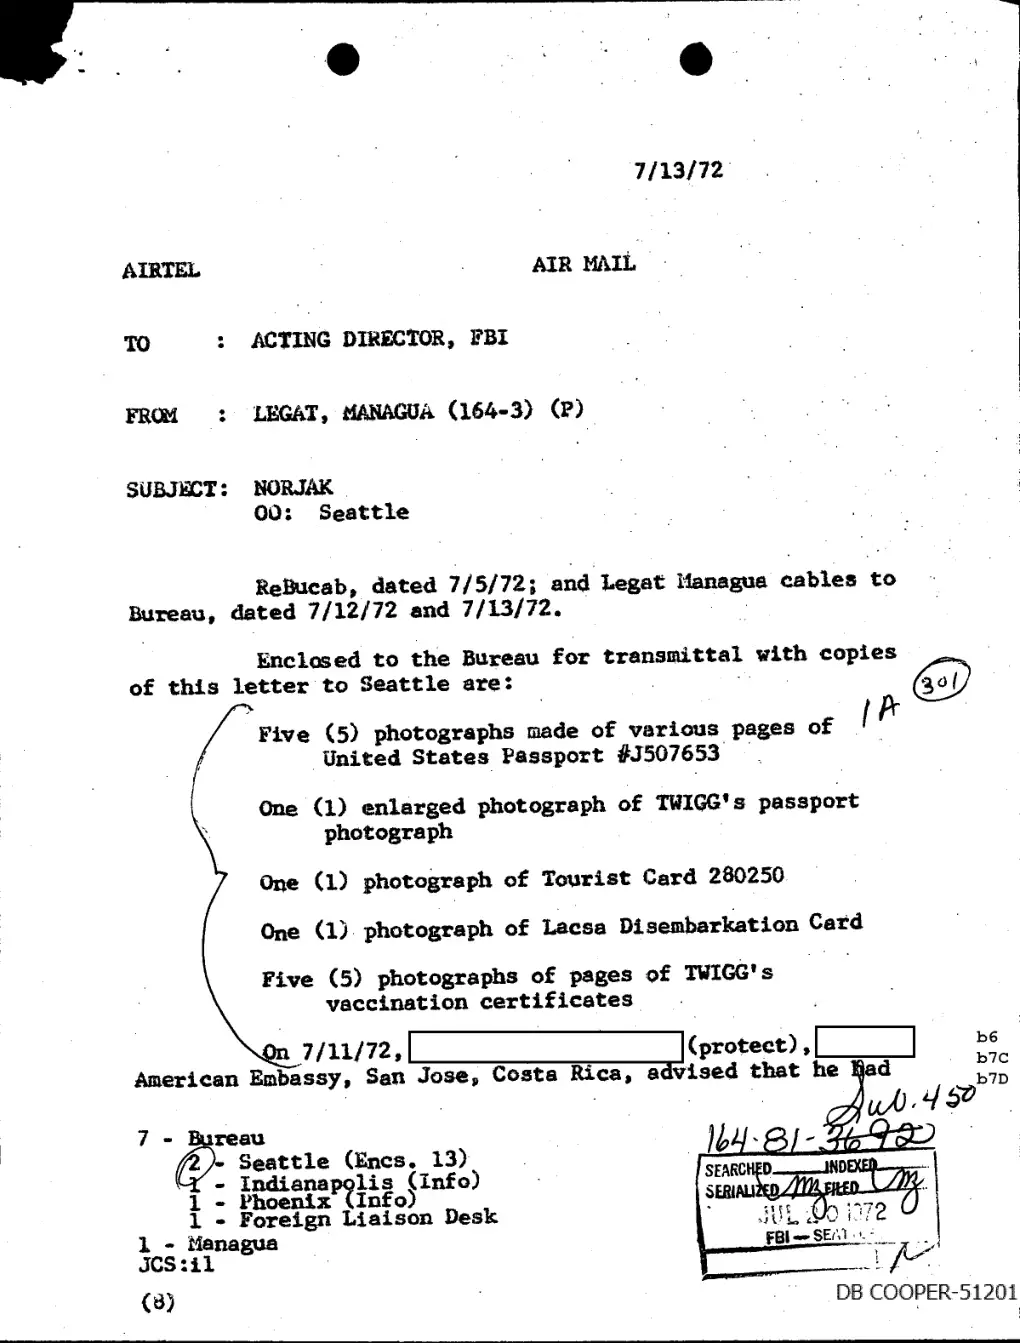 7/13/72
AIRTEL AIR MAIL
TO : ACTING DIRECTOR, FBI
FROM : LEGAT, MANAGUA (164-3) (P)
SUBJECT: NORJAK
OO: Seattle
ReBucab, dated 7/5/72; and Legat Managua cables to
Bureau, dated 7/12/72 and 7/13/72.
Enclosed to the Bureau for transmittal with copies
of this letter to Seattle are:
1A 301
Five (5) photographs made of various pages of
United States Passport #J507653
One (1) enlarged photograph of TWIGG's passport
photograph
One (1) photograph of Tourist Card 280250
One (1) photograph of Lacsa Disembarkation Card
Five (5) photographs of pages of TWIGG's
vaccination certificates
On 7/11/72, (protect),
American Embassy, San Jose, Costa Rica, advised that he had
b6
b7C
b7D
Sub. 450
164-81-3692
7 - Bureau
2 - Seattle (Encs. 13)
1 - Indianapolis (Info)
1 - Phoenix (Info)
1 - Foreign Liaison Desk
1 - Managua
JCS:il
(8)
SEARCHED INDEXED
SERIALIZED FILED
JUL 20 1972
FBI — SEATTLE
DB COOPER-51201